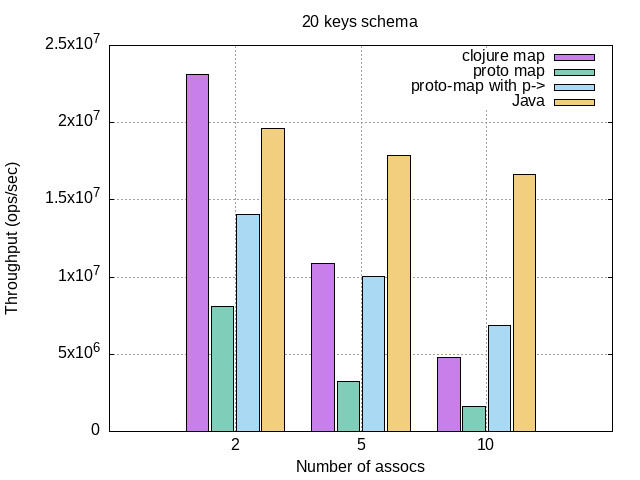 20 keys schema
2.5x10^7
2x10^7
1.5x10^7
1x10^7
5x10^6
0
Throughput (ops/sec)
clojure map
proto map
proto-map with p->
Java
2 5 10
Number of assocs